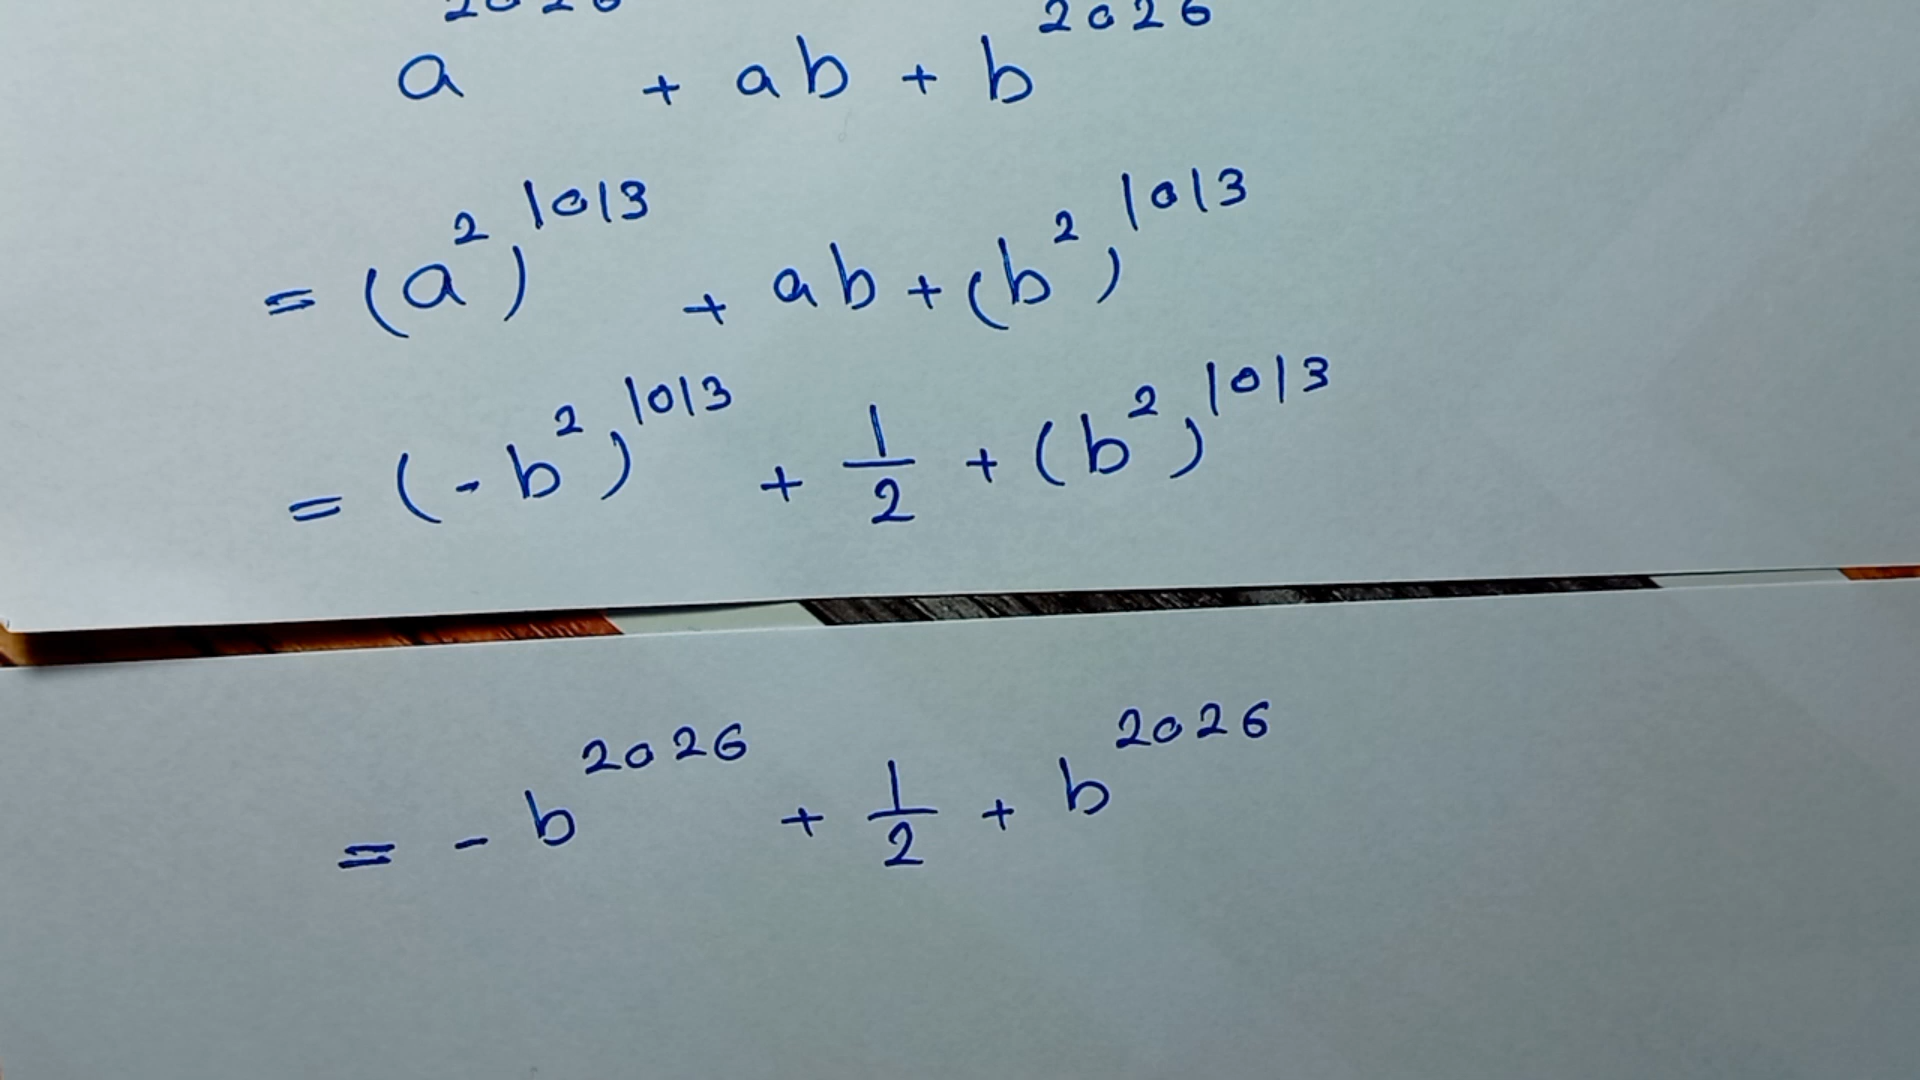 a^2026 + ab + b^2026
= (a^2)^1013 + ab + (b^2)^1013
= (-b^2)^1013 + 1/2 + (b^2)^1013
= - b^2026 + 1/2 + b^2026